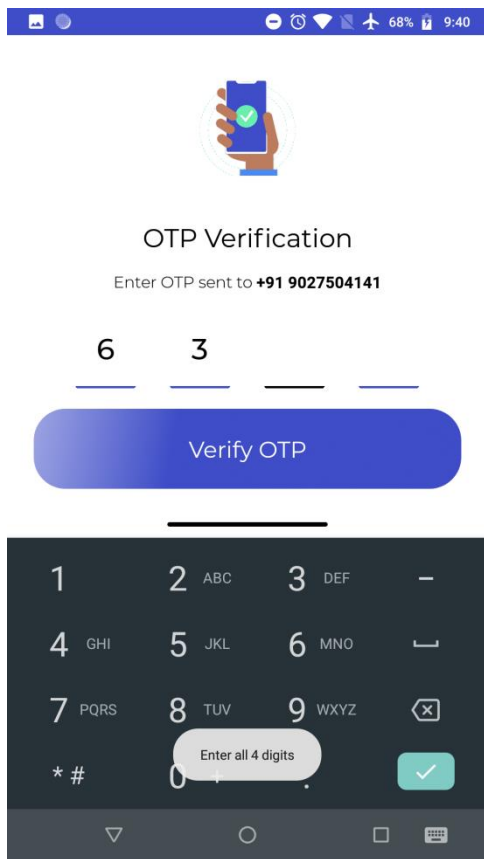 68% 9:40
OTP Verification
Enter OTP sent to +91 9027504141
6 3
Verify OTP
1 2 ABC 3 DEF -
4 GHI 5 JKL 6 MNO
7 PQRS 8 TUV 9 WXYZ
Enter all 4 digits
* # 0 + .